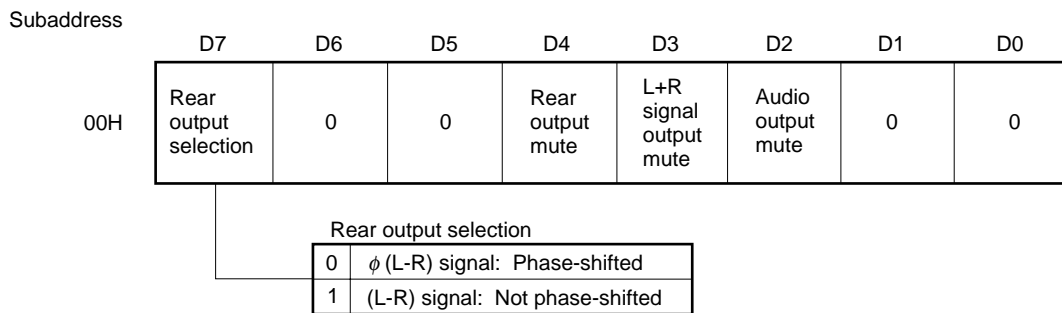 Subaddress
D7 D6 D5 D4 D3 D2 D1 D0
00H
Rear
output
selection
0
0
Rear
output
mute
L+R
signal
output
mute
Audio
output
mute
0
0
Rear output selection
0 ϕ (L-R) signal: Phase-shifted
1 (L-R) signal: Not phase-shifted